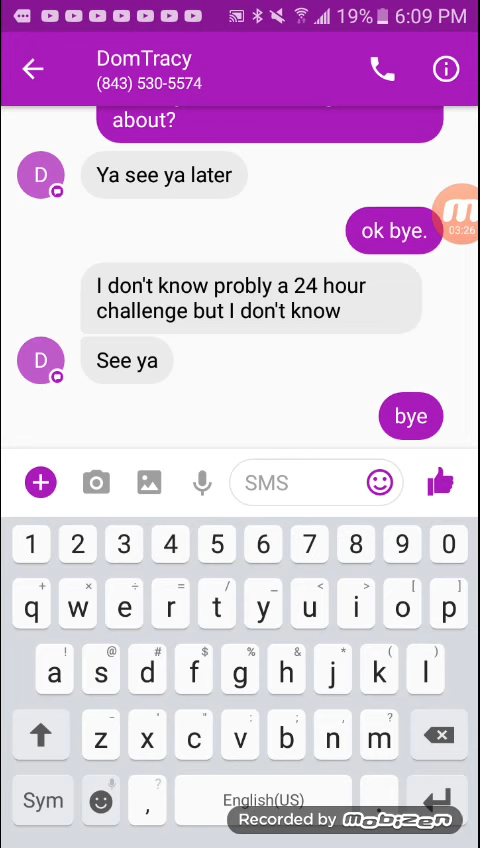 19% 6:09 PM
DomTracy
(843) 530-5574
about?
D
Ya see ya later
03:26
ok bye.
I don't know probly a 24 hour
challenge but I don't know
D
See ya
bye
SMS
1 2 3 4 5 6 7 8 9 0
+ × ÷ = / _ < > [ ]
q w e r t y u i o p
! @ # $ % & * ( )
a s d f g h j k l
- ' " : ; , ?
z x c v b n m
?
Sym , English(US) .
Recorded by mobizen